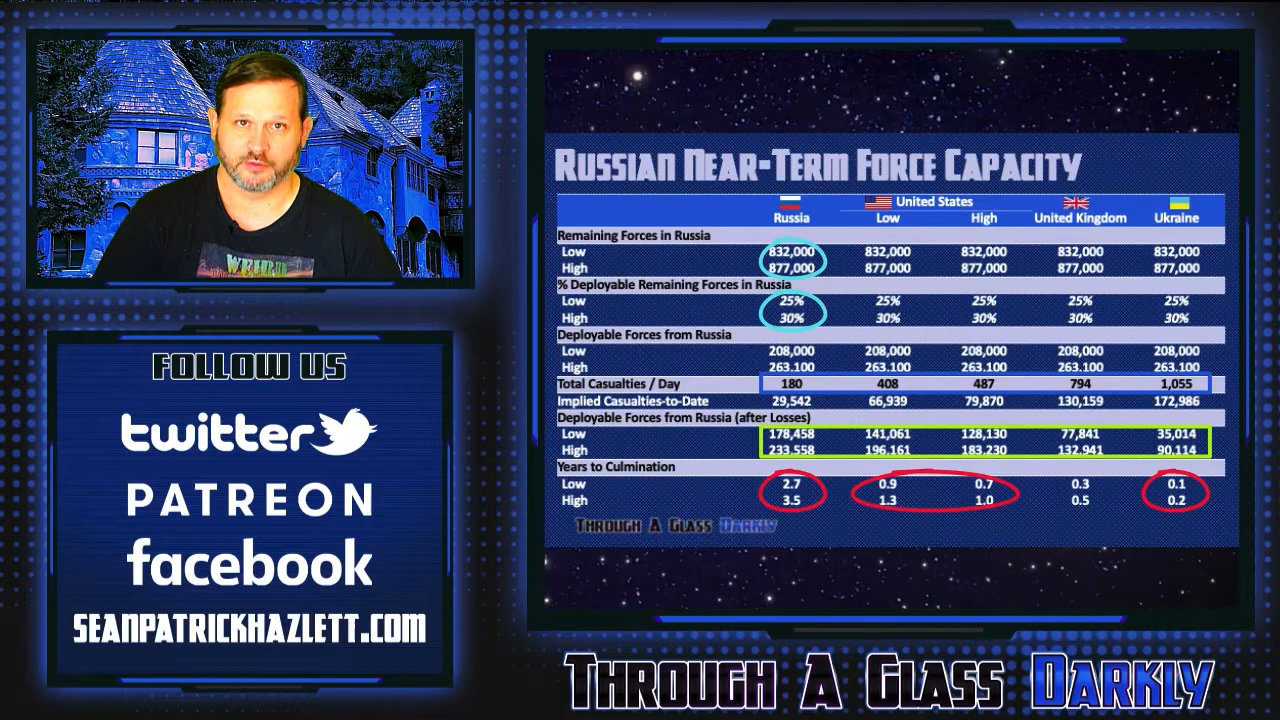 WEIRD
FOLLOW US
twitter
PATREON
facebook
SEANPATRICKHAZLETT.COM
RUSSIAN NEAR-TERM FORCE CAPACITY
United States
Russia Low High United Kingdom Ukraine
Remaining Forces in Russia
Low 832,000 832,000 832,000 832,000 832,000
High 877,000 877,000 877,000 877,000 877,000
% Deployable Remaining Forces in Russia
Low 25% 25% 25% 25% 25%
High 30% 30% 30% 30% 30%
Deployable Forces from Russia
Low 208,000 208,000 208,000 208,000 208,000
High 263.100 263.100 263.100 263.100 263.100
Total Casualties / Day 180 408 487 794 1,055
Implied Casualties-to-Date 29,542 66,939 79,870 130,159 172,986
Deployable Forces from Russia (after Losses)
Low 178,458 141,061 128,130 77,841 35,014
High 233.558 196.161 183.230 132.941 90.114
Years to Culmination
Low 2.7 0.9 0.7 0.3 0.1
High 3.5 1.3 1.0 0.5 0.2
THROUGH A GLASS DARKLY
THROUGH A GLASS DARKLY